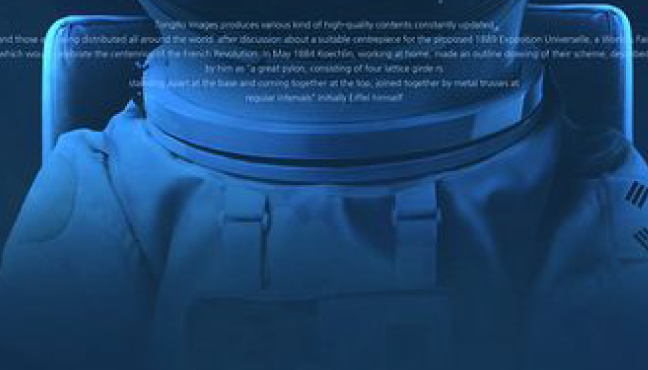 TongRo Images produces various kind of high-quality contents constantly updated,
and those are being distributed all around the world. after discussion about a suitable centrepiece for the proposed 1889 Exposition Universelle, a World's Fair
which would celebrate the centennial of the French Revolution. In May 1884 Koechlin, working at home, made an outline drawing of their scheme, described
by him as "a great pylon, consisting of four lattice girders
standing apart at the base and coming together at the top, joined together by metal trusses at
regular intervals" Initially Eiffel himself